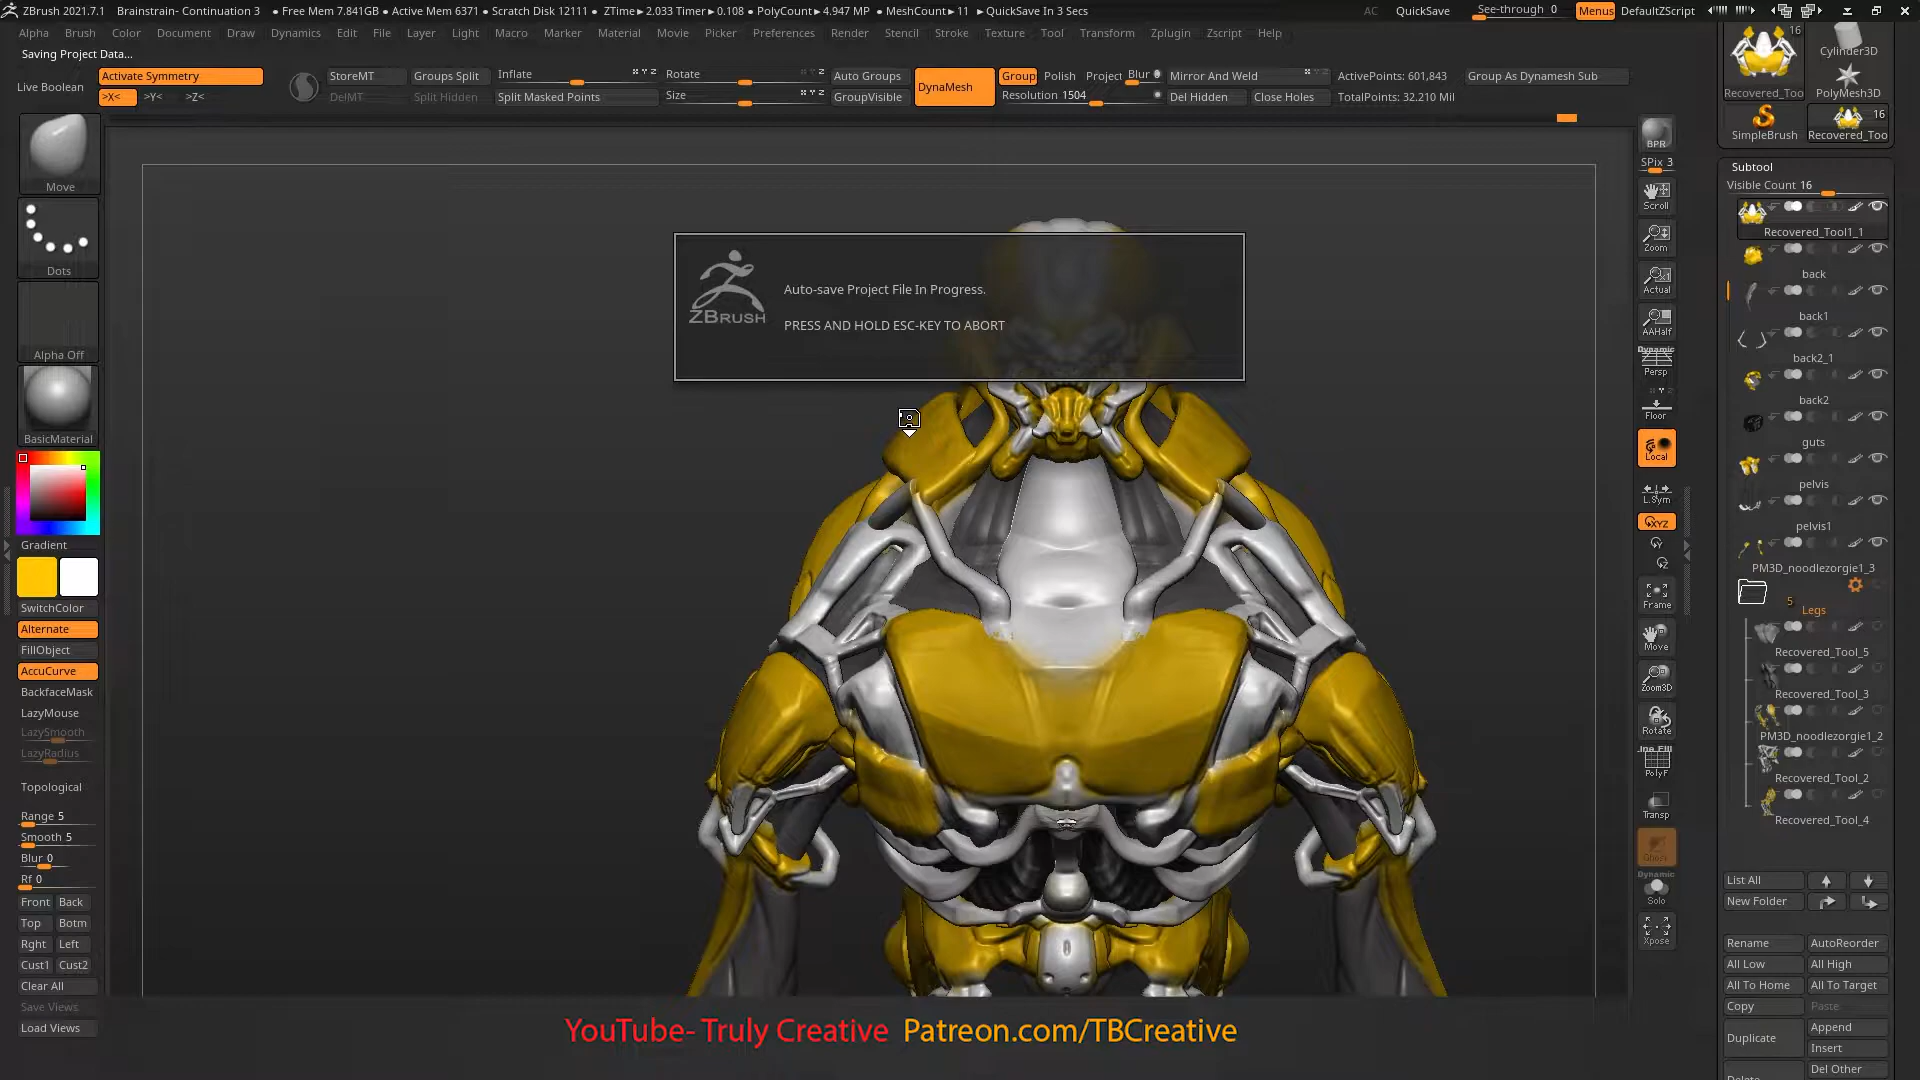 ZBrush 2021.7.1 Brainstrain- Continuation 3 • Free Mem 7.841GB • Active Mem 6371 • Scratch Disk 12111 • ZTime▸2.033 Timer▸0.108 • PolyCount▸4.947 MP • MeshCount▸11 • QuickSave In 3 Secs AC QuickSave See-through 0 Menus DefaultZScript
Alpha Brush Color Document Draw Dynamics Edit File Layer Light Macro Marker Material Movie Picker Preferences Render Stencil Stroke Texture Tool Transform Zplugin Zscript Help
Saving Project Data...
Live Boolean
Activate Symmetry
>X< >Y< >Z<
StoreMT
DelMT
Groups Split
Split Hidden
Inflate
Split Masked Points
Rotate
Size
Auto Groups
GroupVisible
DynaMesh
Group Polish Project Blur 0
Resolution 1504
Mirror And Weld
Del Hidden Close Holes
ActivePoints: 601,843
TotalPoints: 32.210 Mil
Group As Dynamesh Sub
Move
Dots
Alpha Off
BasicMaterial
Gradient
SwitchColor
Alternate
FillObject
AccuCurve
BackfaceMask
LazyMouse
LazySmooth
LazyRadius
Topological
Range 5
Smooth 5
Blur 0
Rf 0
Front Back
Top Botm
Rght Left
Cust1 Cust2
Clear All
Save Views
Load Views
ZBRUSH
Auto-save Project File In Progress.
PRESS AND HOLD ESC-KEY TO ABORT
YouTube- Truly Creative Patreon.com/TBCreative
BPR
SPix 3
Scroll
Zoom
Actual
AAHalf
Dynamic
Persp
Floor
Local
L.Sym
XYZ
Y
Z
Frame
Move
Zoom3D
Rotate
Line Fill
PolyF
Transp
Ghost
Dynamic
Solo
Xpose
16
Recovered_Too
Cylinder3D
PolyMesh3D
SimpleBrush
16
Recovered_Too
Subtool
Visible Count 16
Recovered_Tool1_1
back
back1
back2_1
back2
guts
pelvis
pelvis1
PM3D_noodlezorgie1_3
5
Legs
Recovered_Tool_5
Recovered_Tool_3
PM3D_noodlezorgie1_2
Recovered_Tool_2
Recovered_Tool_4
List All
New Folder
Rename AutoReorder
All Low All High
All To Home All To Target
Copy Paste
Duplicate
Append
Insert
Delete
Del Other